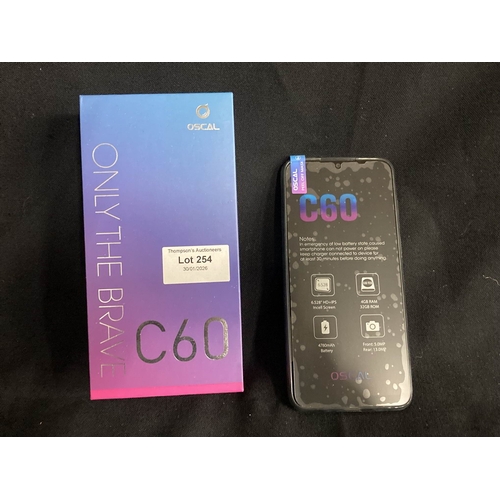 OSCAL
ONLY THE BRAVE
Thompson's Auctioneers
Lot 254
30/01/2026
C60
OSCAL
C60
Notes:
In emergency of low battery state caused
smartphone can not power on please
keep charger connected to device for
at least 30 minutes before doing anything.
6.528" HD+IPS
Incell Screen
4GB RAM
32GB ROM
4780mAh
Battery
Front: 5.0MP
Rear: 13.0MP
OSCAL